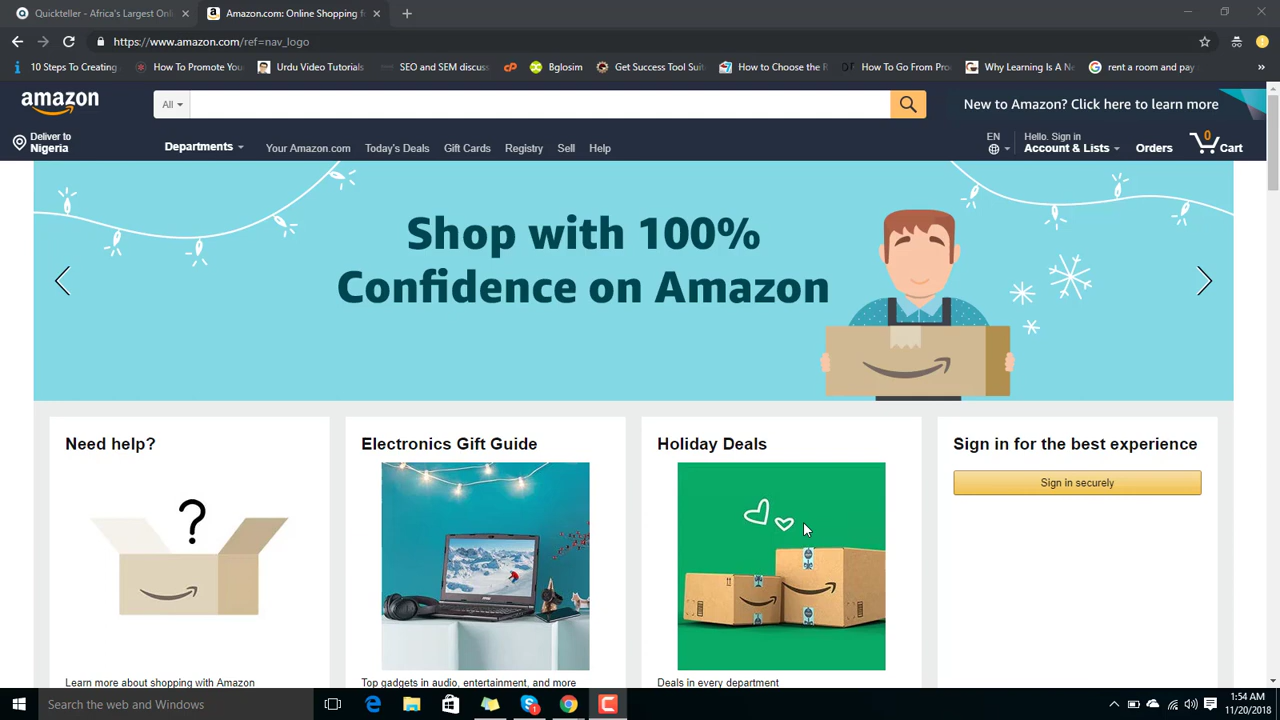 Quickteller - Africa's Largest Onl
Amazon.com: Online Shopping f
https://www.amazon.com/ref=nav_logo
10 Steps To Creating
How To Promote You
Urdu Video Tutorials
SEO and SEM discus
Bglosim
Get Success Tool Suit
How to Choose the R
How To Go From Pro
Why Learning Is A Ne
rent a room and pay
amazon
All
New to Amazon? Click here to learn more
Deliver to
Nigeria
Departments
Your Amazon.com
Today's Deals
Gift Cards
Registry
Sell
Help
EN
Hello. Sign in
Account & Lists
Orders
0
Cart
Shop with 100%
Confidence on Amazon
Need help?
Electronics Gift Guide
Holiday Deals
Sign in for the best experience
Sign in securely
?
Learn more about shopping with Amazon
Top gadgets in audio, entertainment, and more
Deals in every department
Search the web and Windows
1:54 AM
11/20/2018